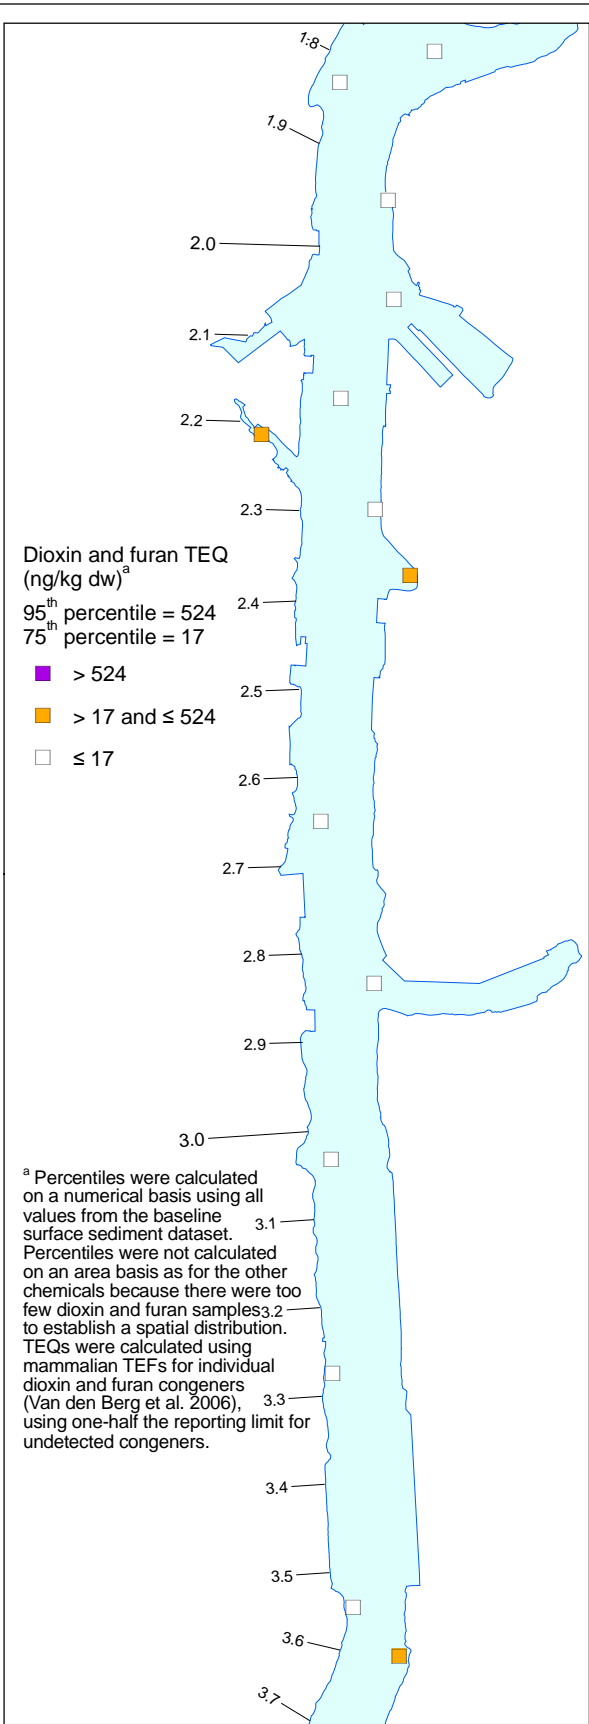 1.8
1.9
2.0
2.1
2.2
2.3
Dioxin and furan TEQ
(ng/kg dw)a
95th percentile = 524
75th percentile = 17
> 524
> 17 and ≤ 524
≤ 17
2.4
2.5
2.6
2.7
2.8
2.9
3.0
a Percentiles were calculated
on a numerical basis using all
values from the baseline
surface sediment dataset.
Percentiles were not calculated
on an area basis as for the other
chemicals because there were too
few dioxin and furan samples
to establish a spatial distribution.
TEQs were calculated using
mammalian TEFs for individual
dioxin and furan congeners
(Van den Berg et al. 2006),
using one-half the reporting limit for
undetected congeners.
3.1
3.2
3.3
3.4
3.5
3.6
3.7